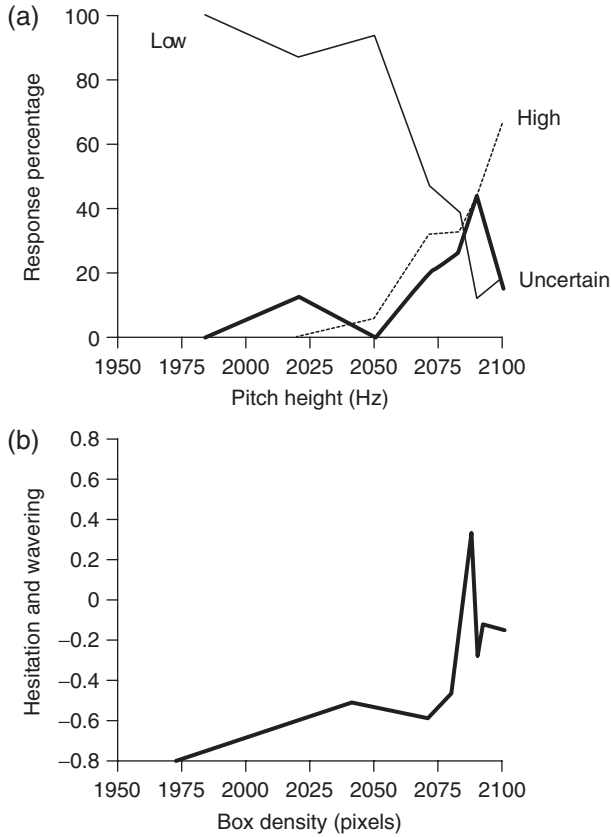 (a)
Response percentage
100
80
60
40
20
0
Low
High
Uncertain
1950 1975 2000 2025 2050 2075 2100
Pitch height (Hz)
(b)
Hesitation and wavering
0.8
0.6
0.4
0.2
0
−0.2
−0.4
−0.6
−0.8
1950 1975 2000 2025 2050 2075 2100
Box density (pixels)